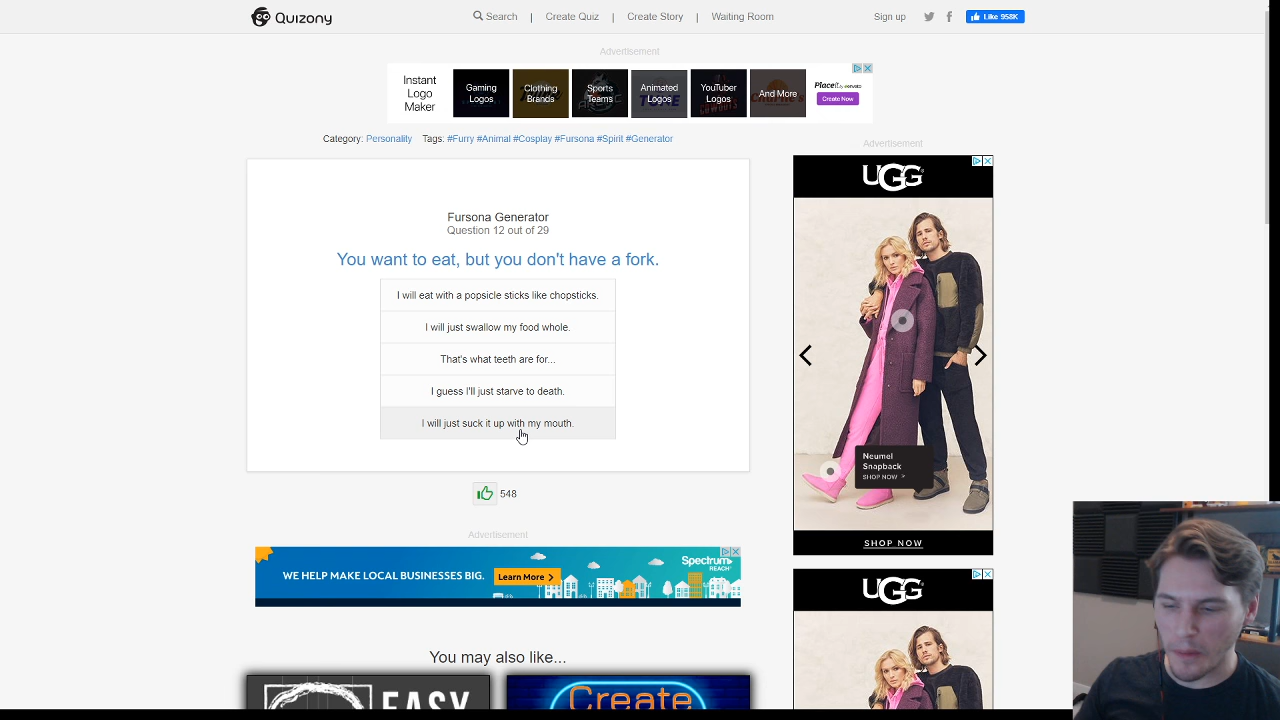 Quizony
Search | Create Quiz | Create Story | Waiting Room
Sign up
Like 958K
Advertisement
Instant Logo Maker
Gaming Logos
Clothing Brands
Sports Teams
Animated Logos
YouTuber Logos
And More
Placeit by envato
Create Now
Category: Personality Tags: #Furry #Animal #Cosplay #Fursona #Spirit #Generator
Advertisement
UGG
Fursona Generator
Question 12 out of 29
You want to eat, but you don't have a fork.
I will eat with a popsicle sticks like chopsticks.
I will just swallow my food whole.
That's what teeth are for...
I guess I'll just starve to death.
I will just suck it up with my mouth.
Neumel
Snapback
SHOP NOW >
548
SHOP NOW
Advertisement
WE HELP MAKE LOCAL BUSINESSES BIG.
Learn More >
Spectrum
REACH
UGG
You may also like...
EASY
Create